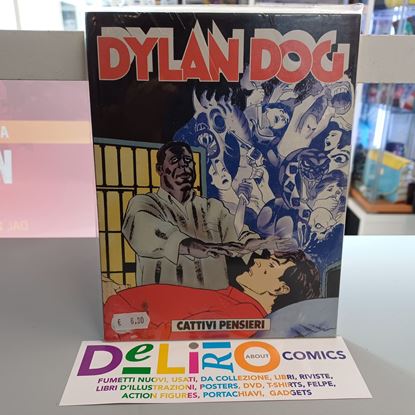 DYLAN DOG
€ 6.00
CATTIVI PENSIERI
DeLiRiO ABOUT COMICS
FUMETTI NUOVI, USATI, DA COLLEZIONE, LIBRI, RIVISTE,
LIBRI D'ILLUSTRAZIONI, POSTERS, DVD, T-SHIRTS, FELPE,
ACTION FIGURES, PORTACHIAVI, GADGETS